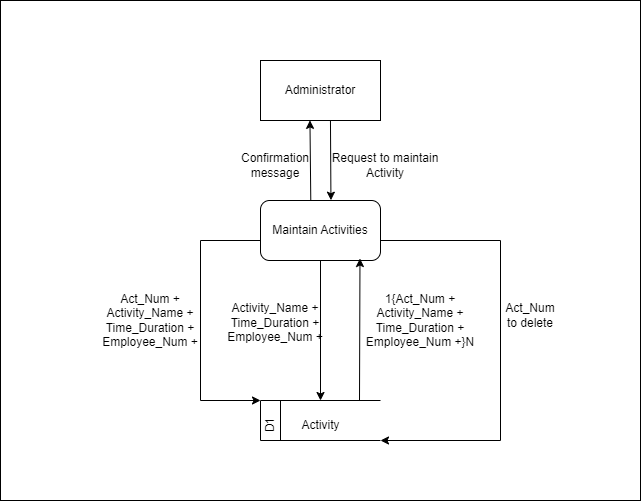 Administrator
Confirmation
message
Request to maintain
Activity
Maintain Activities
Act_Num +
Activity_Name +
Time_Duration +
Employee_Num +
Activity_Name +
Time_Duration +
Employee_Num +
1{Act_Num +
Activity_Name +
Time_Duration +
Employee_Num +}N
Act_Num
to delete
D1
Activity